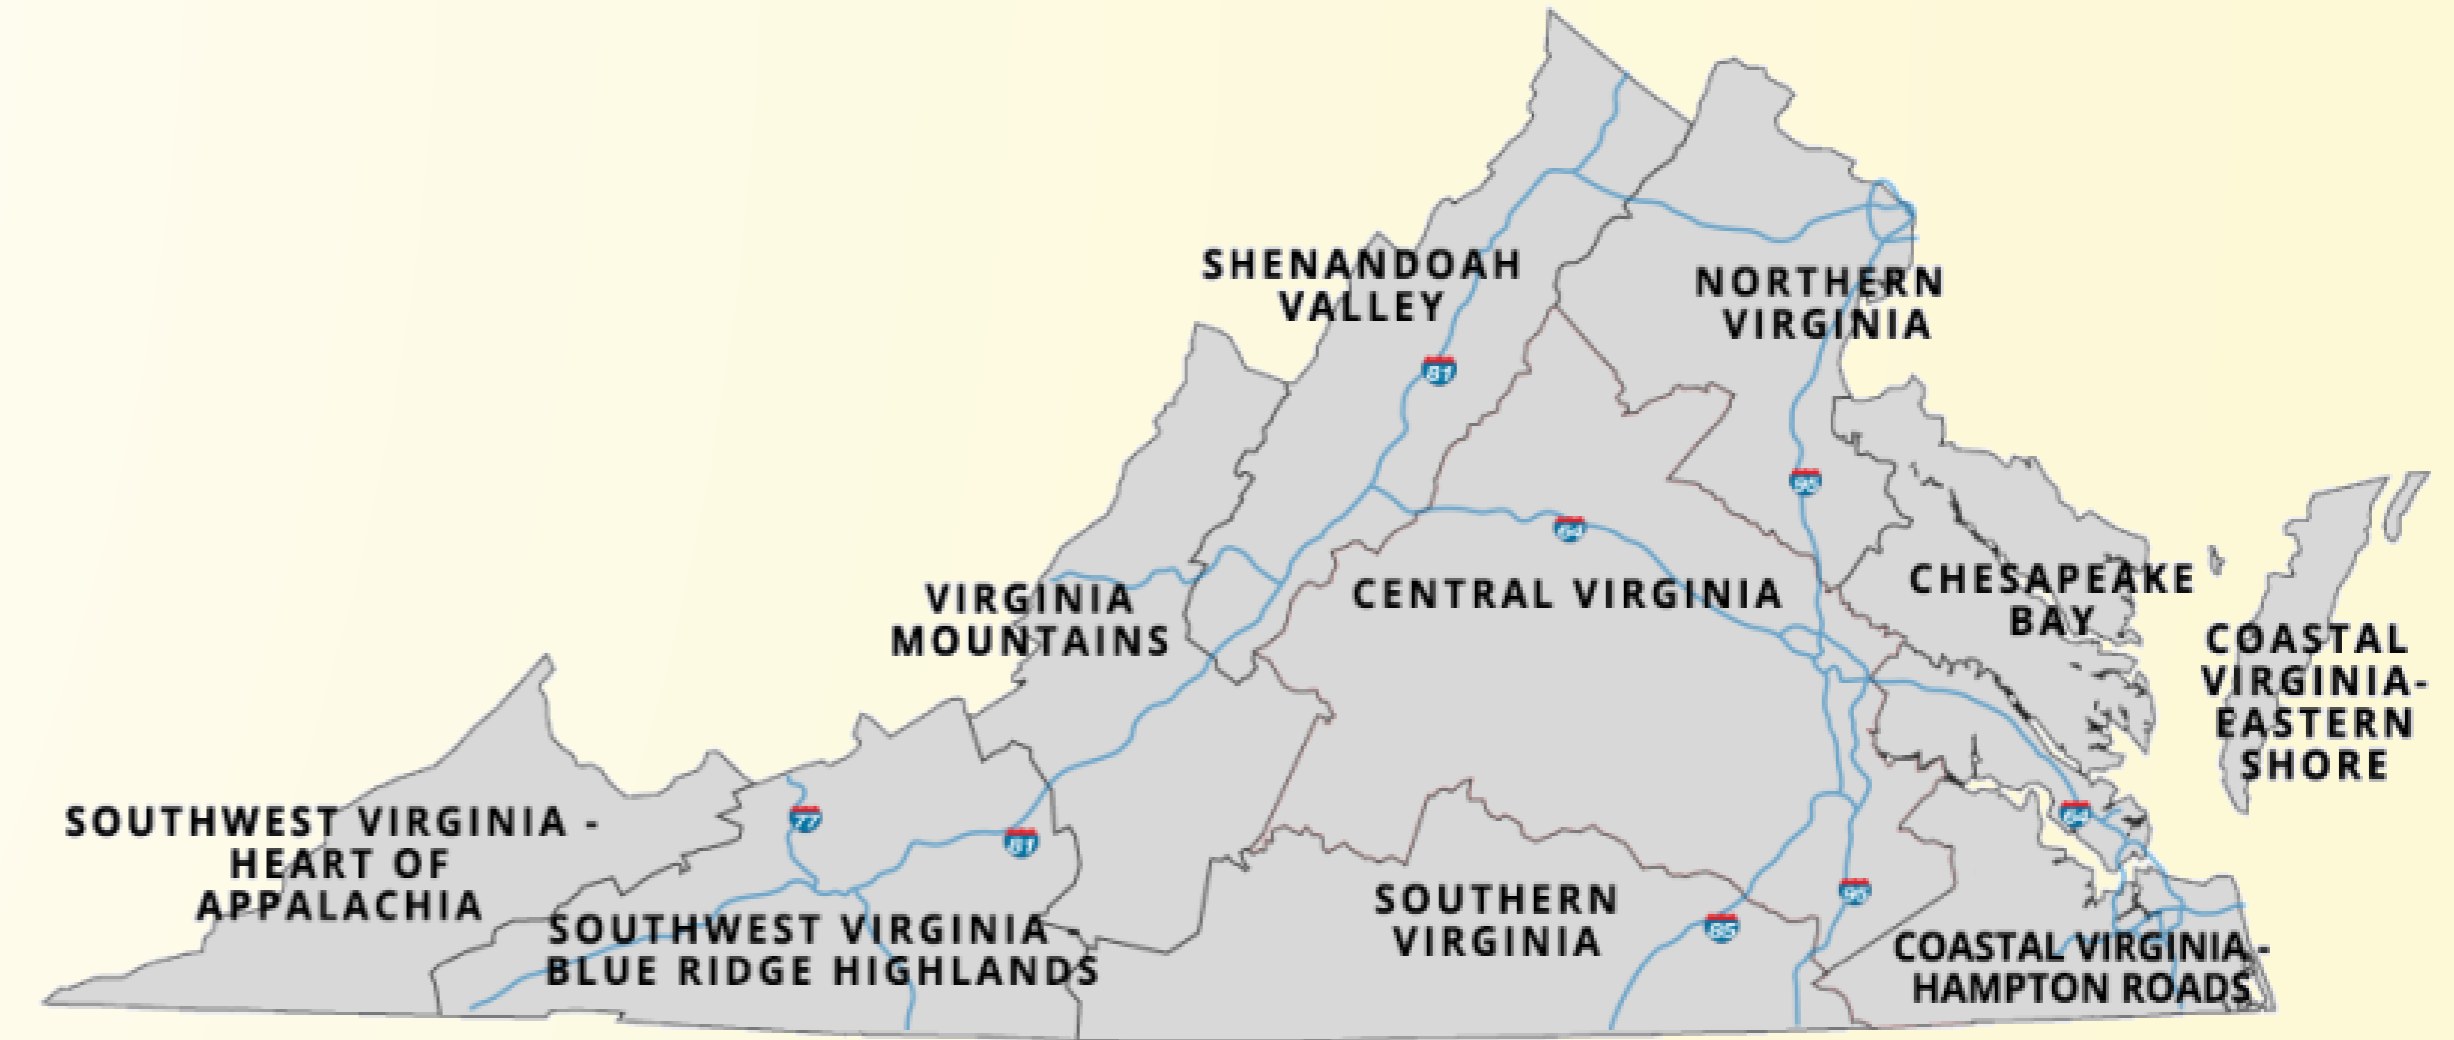 SHENANDOAH
VALLEY
NORTHERN
VIRGINIA
81
95
64
VIRGINIA
MOUNTAINS
CENTRAL VIRGINIA
CHESAPEAKE
BAY
COASTAL
VIRGINIA-
EASTERN
SHORE
SOUTHWEST VIRGINIA -
HEART OF
APPALACHIA
77
81
64
SOUTHWEST VIRGINIA
BLUE RIDGE HIGHLANDS
SOUTHERN
VIRGINIA
85
95
COASTAL VIRGINIA -
HAMPTON ROADS